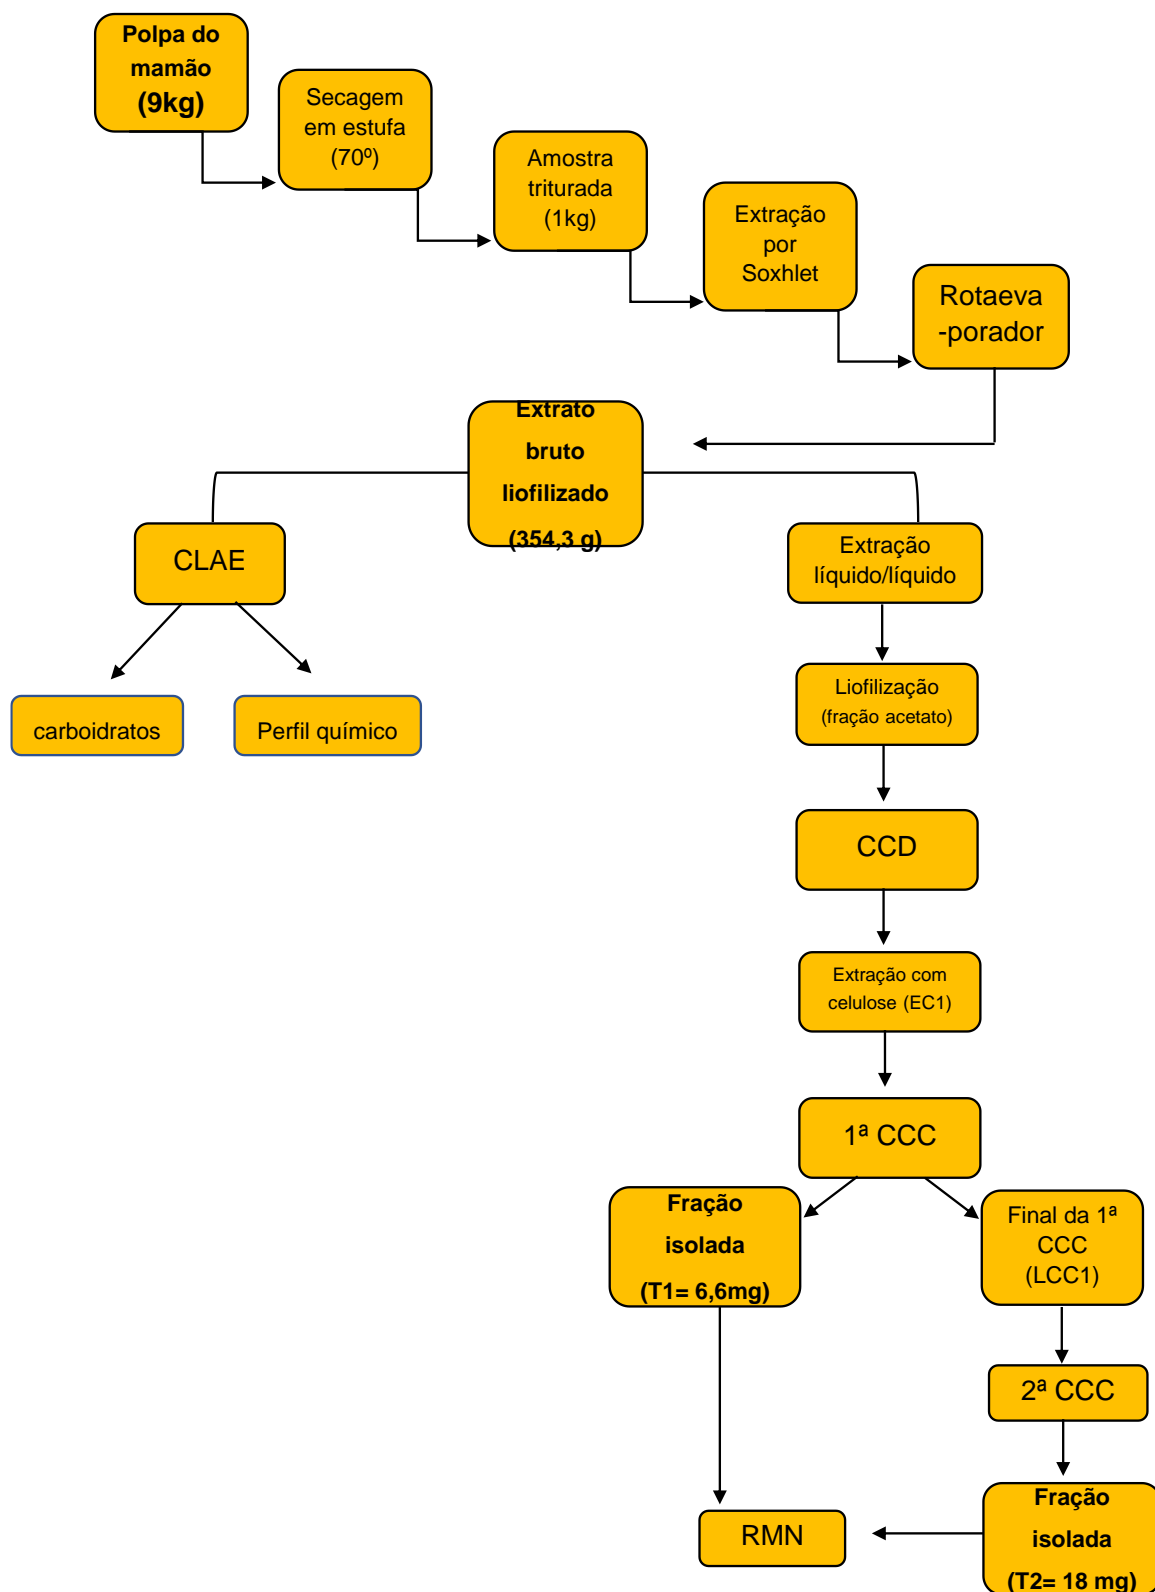 Polpa do
mamão
(9kg)
Secagem
em estufa
(70º)
Amostra
triturada
(1kg)
Extração
por
Soxhlet
Rotaeva
-porador
Extrato
bruto
liofilizado
(354,3 g)
CLAE
Extração
líquido/líquido
carboidratos
Perfil químico
Liofilização
(fração acetato)
CCD
Extração com
celulose (EC1)
1ª CCC
Fração
isolada
(T1= 6,6mg)
Final da 1ª
CCC
(LCC1)
2ª CCC
Fração
isolada
(T2= 18 mg)
RMN